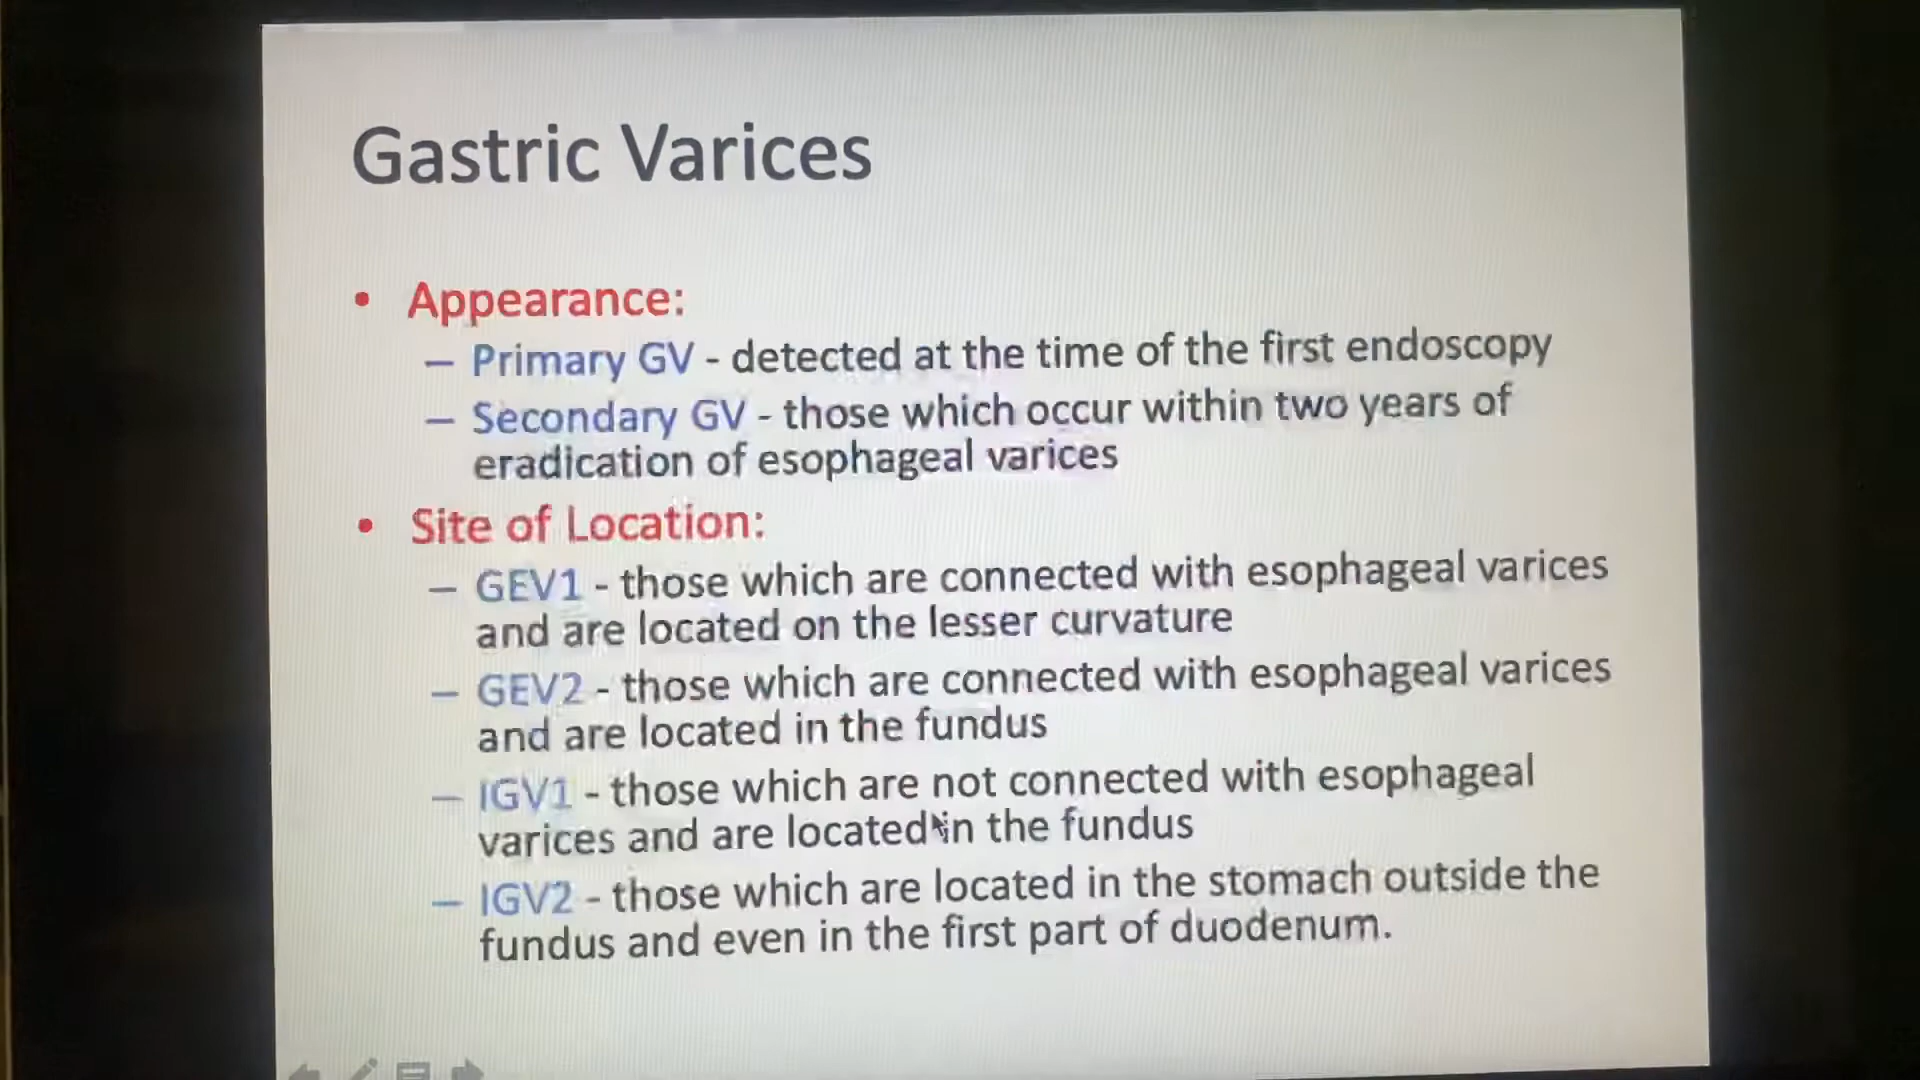 Gastric Varices
• Appearance:
– Primary GV - detected at the time of the first endoscopy
– Secondary GV - those which occur within two years of
eradication of esophageal varices
• Site of Location:
– GEV1 - those which are connected with esophageal varices
and are located on the lesser curvature
– GEV2 - those which are connected with esophageal varices
and are located in the fundus
– IGV1 - those which are not connected with esophageal
varices and are located in the fundus
– IGV2 - those which are located in the stomach outside the
fundus and even in the first part of duodenum.